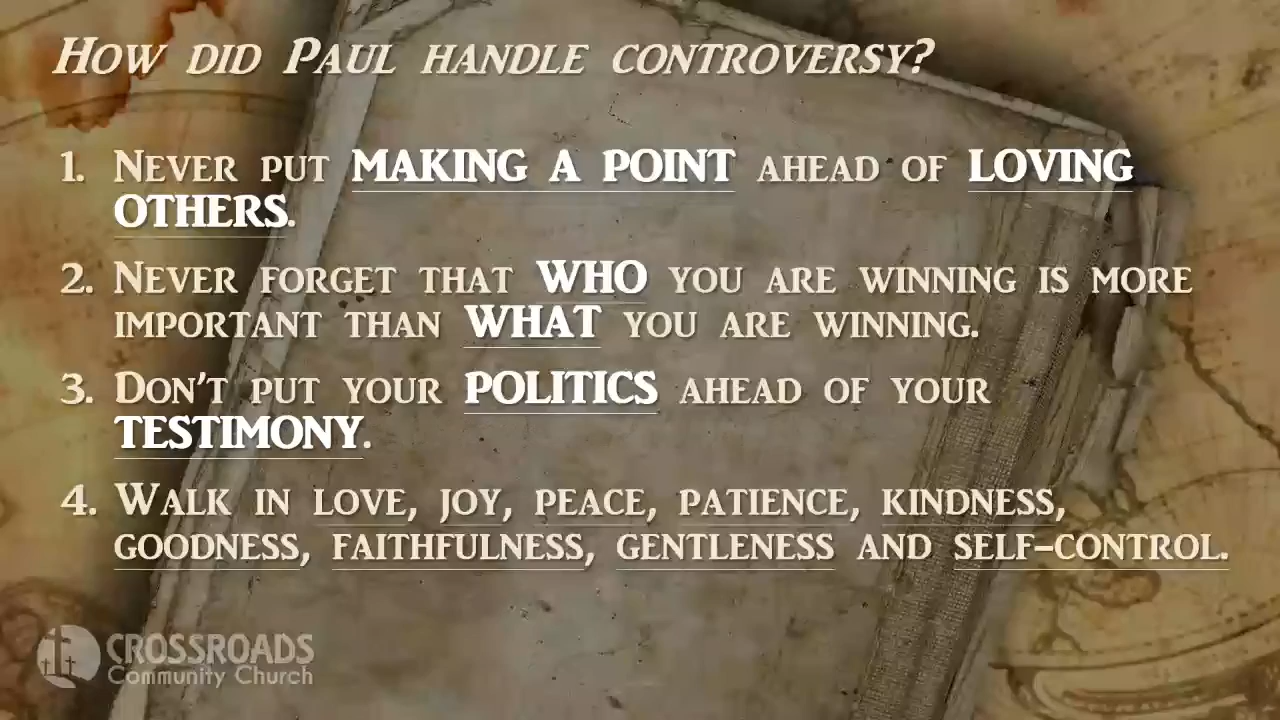 How did Paul handle controversy?
1. Never put MAKING A POINT ahead of LOVING
OTHERS.
2. Never forget that WHO you are winning is more
important than WHAT you are winning.
3. Don't put your POLITICS ahead of your
TESTIMONY.
4. Walk in love, joy, peace, patience, kindness,
goodness, faithfulness, gentleness and self-control.
CROSSROADS
Community Church